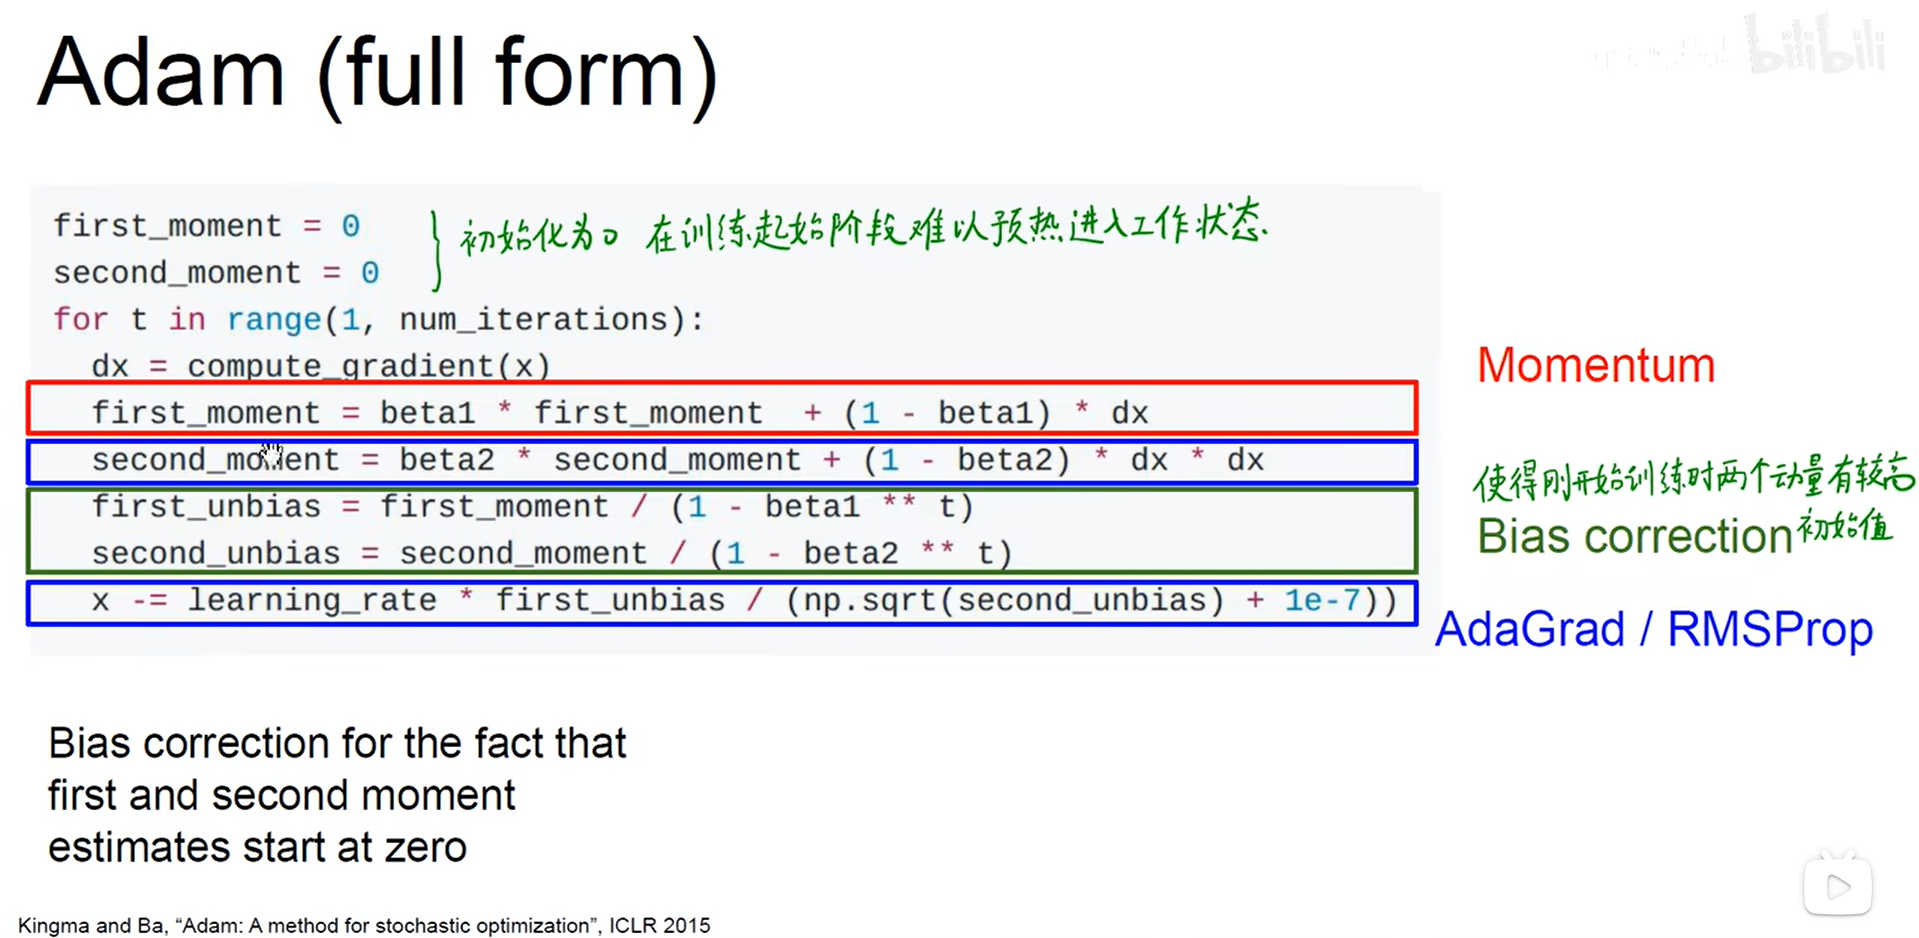 Adam (full form)
bilibili
first_moment = 0
second_moment = 0
初始化为0 在训练起始阶段难以预热进入工作状态.
for t in range(1, num_iterations):
dx = compute_gradient(x)
first_moment = beta1 * first_moment + (1 - beta1) * dx
Momentum
second_moment = beta2 * second_moment + (1 - beta2) * dx * dx
first_unbias = first_moment / (1 - beta1 ** t)
second_unbias = second_moment / (1 - beta2 ** t)
使得刚开始训练时两个动量有较高
初始值
Bias correction
x -= learning_rate * first_unbias / (np.sqrt(second_unbias) + 1e-7))
AdaGrad / RMSProp
Bias correction for the fact that
first and second moment
estimates start at zero
Kingma and Ba, “Adam: A method for stochastic optimization”, ICLR 2015